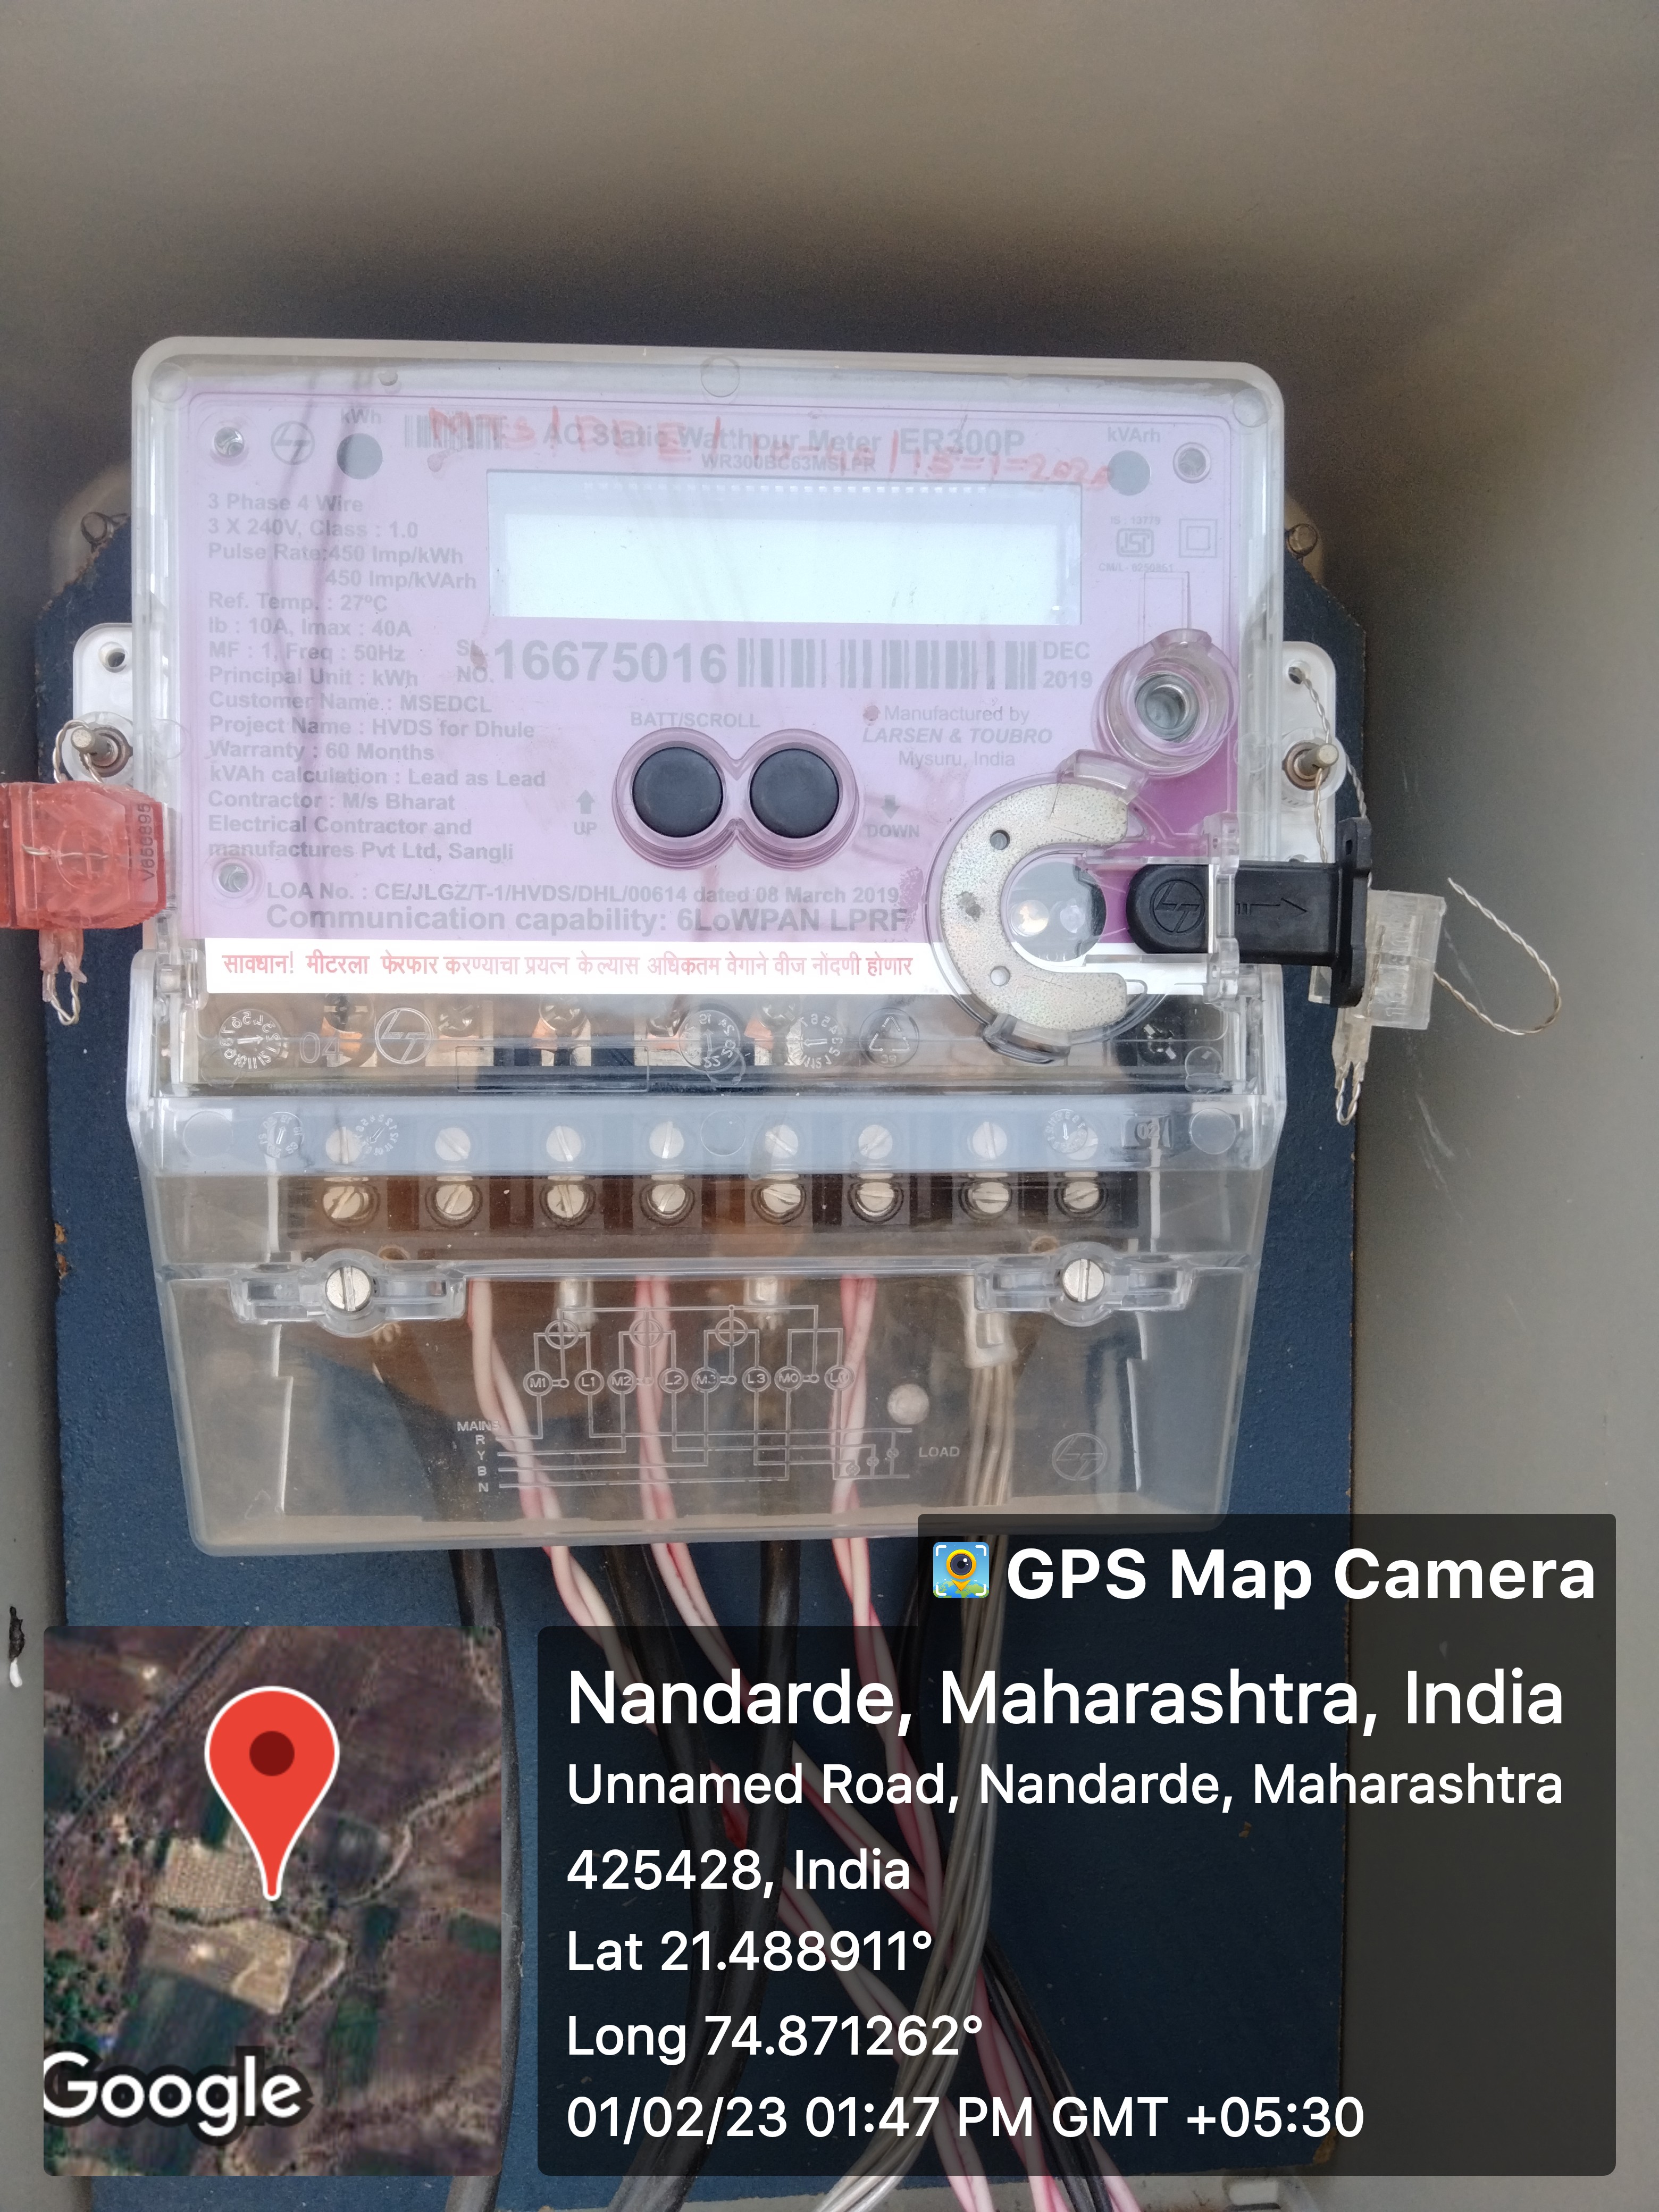 kWh
AC Static Watthour Meter ER300P
kVArh
WR300BC63MSLPR
3 Phase 4 Wire
3 X 240V, Class : 1.0
Pulse Rate:450 Imp/kWh
450 Imp/kVArh
Ref. Temp. : 27°C
Ib : 10A, Imax : 40A
MF : 1, Freq : 50Hz
Principal Unit : kWh
Customer Name : MSEDCL
Project Name : HVDS for Dhule
Warranty : 60 Months
kVAh calculation : Lead as Lead
Contractor : M/s Bharat
Electrical Contractor and
manufactures Pvt Ltd, Sangli
IS : 13779
SL. NO. 16675016
DEC
2019
BATT/SCROLL
UP
DOWN
Manufactured by
LARSEN & TOUBRO
Mysuru, India
LOA No. : CE/JLGZ/T-1/HVDS/DHL/00614 dated 08 March 2019
Communication capability: 6LoWPAN LPRF
सावधान! मीटरला फेरफार करण्याचा प्रयत्न केल्यास अधिकतम वेगाने वीज नोंदणी होणार
04
M1 L1 M2 L2 M3 L3 M0 L0
MAINS
R
Y
B
N
LOAD
GPS Map Camera
Nandarde, Maharashtra, India
Unnamed Road, Nandarde, Maharashtra
425428, India
Lat 21.488911°
Long 74.871262°
01/02/23 01:47 PM GMT +05:30
Google